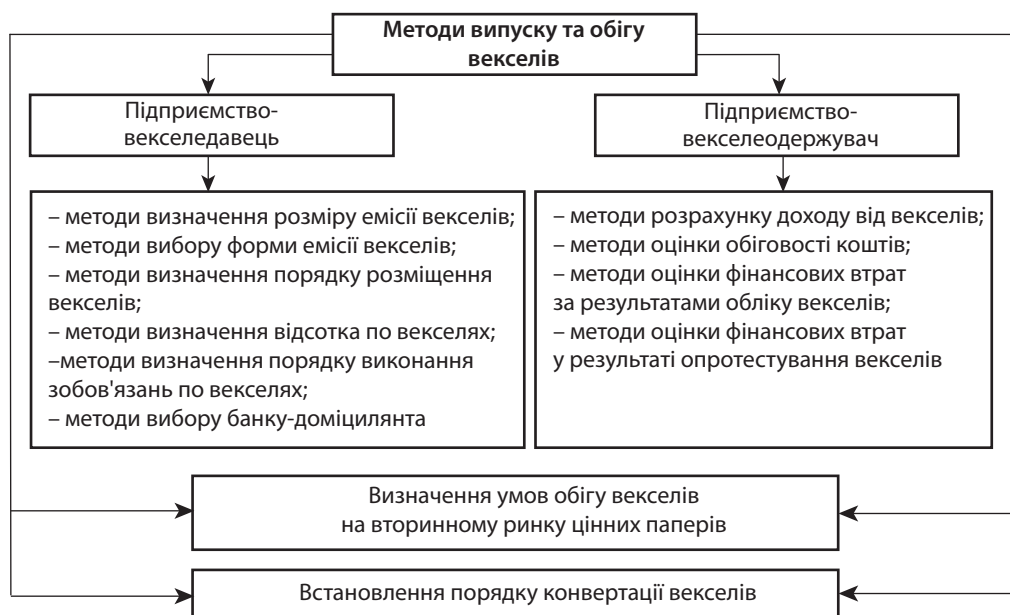 Методи випуску та обігу
векселів
Підприємство-
векселедавець
Підприємство-
векселеодержувач
– методи визначення розміру емісії векселів;
– методи вибору форми емісії векселів;
– методи визначення порядку розміщення
векселів;
– методи визначення відсотка по векселях;
–методи визначення порядку виконання
зобов'язань по векселях;
– методи вибору банку-доміцилянта
– методи розрахунку доходу від векселів;
– методи оцінки обіговості коштів;
– методи оцінки фінансових втрат
за результатами обліку векселів;
– методи оцінки фінансових втрат
у результаті опротестування векселів
Визначення умов обігу векселів
на вторинному ринку цінних паперів
Встановлення порядку конвертації векселів